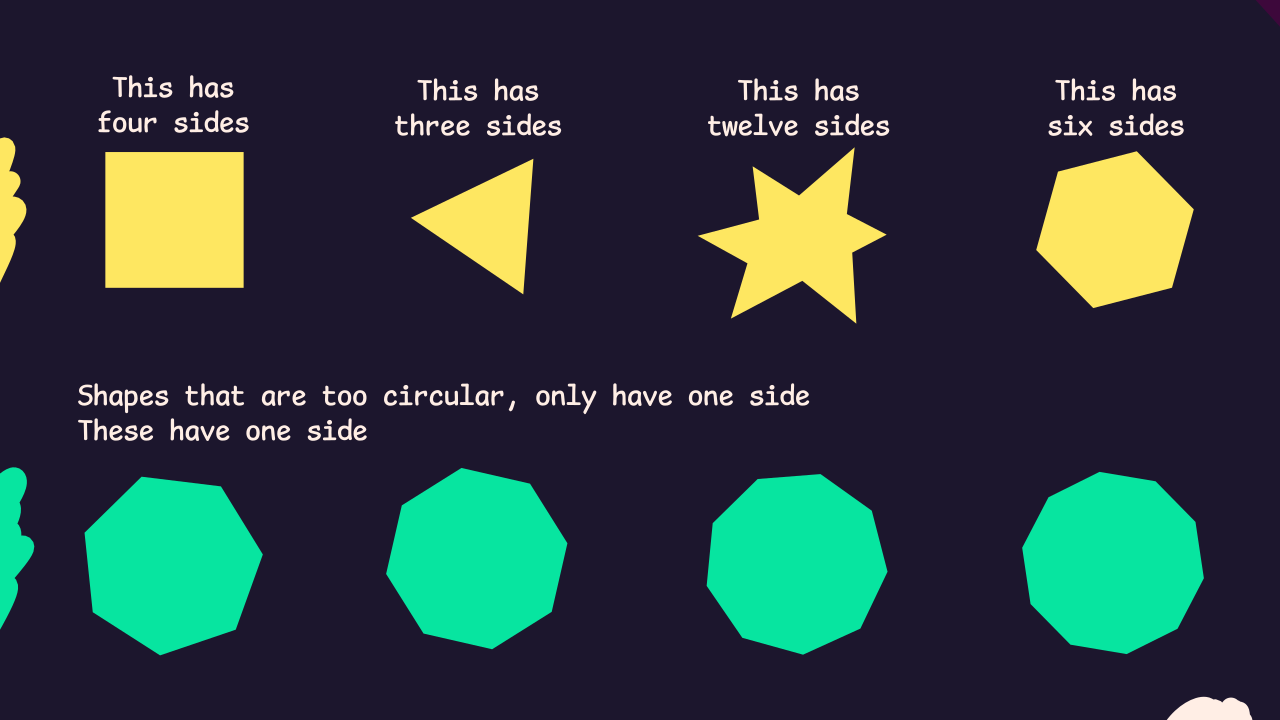 This has
four sides
This has
three sides
This has
twelve sides
This has
six sides
Shapes that are too circular, only have one side
These have one side